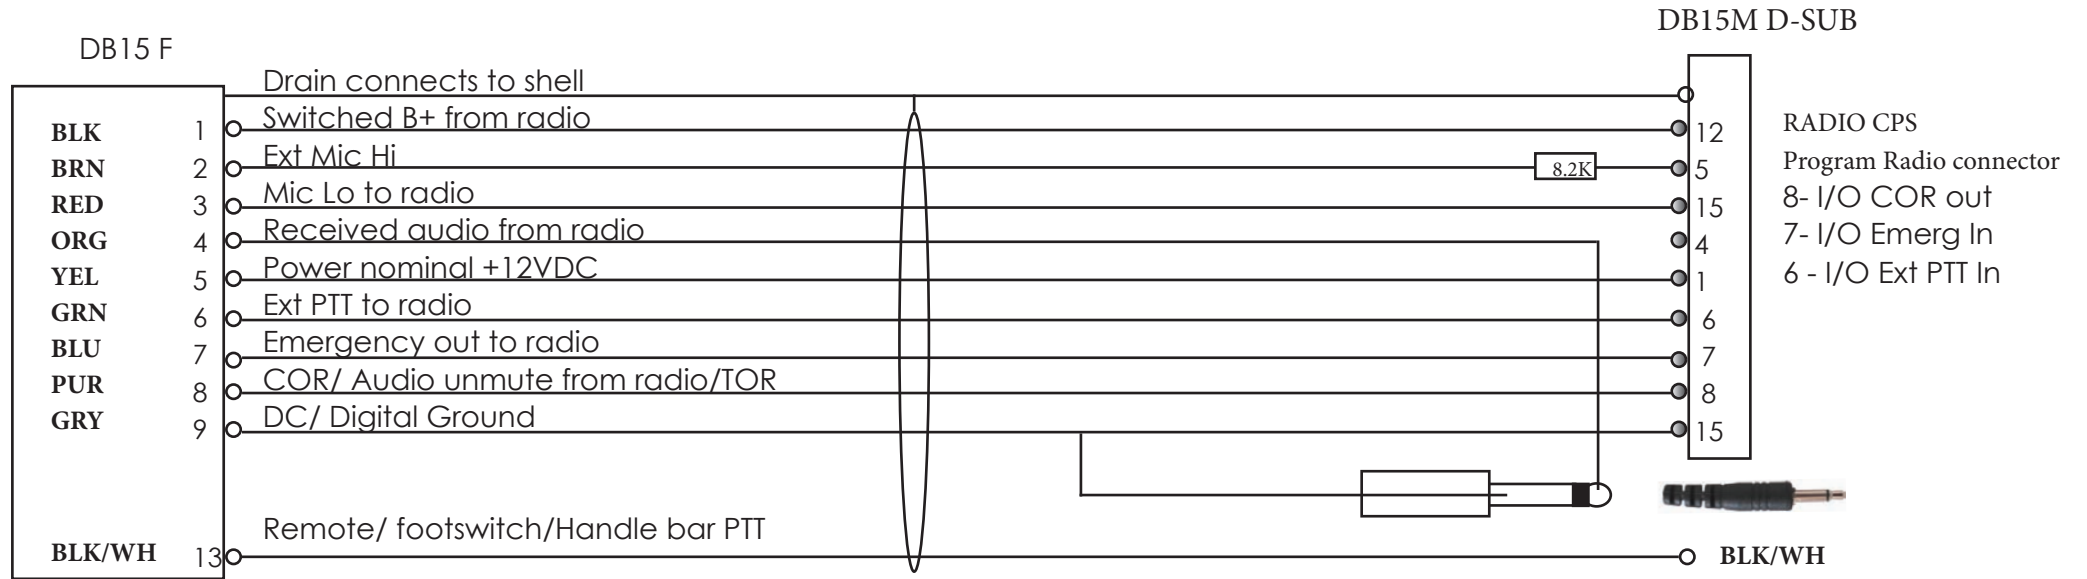 DB15M D-SUB
DB15 F
Drain connects to shell
BLK 1 Switched B+ from radio 12 RADIO CPS
BRN 2 Ext Mic Hi 8.2K 5 Program Radio connector
RED 3 Mic Lo to radio 15 8- I/O COR out
ORG 4 Received audio from radio 4 7- I/O Emerg In
YEL 5 Power nominal +12VDC 1 6 - I/O Ext PTT In
GRN 6 Ext PTT to radio 6
BLU 7 Emergency out to radio 7
PUR 8 COR/ Audio unmute from radio/TOR 8
GRY 9 DC/ Digital Ground 15
Remote/ footswitch/Handle bar PTT
BLK/WH 13 BLK/WH